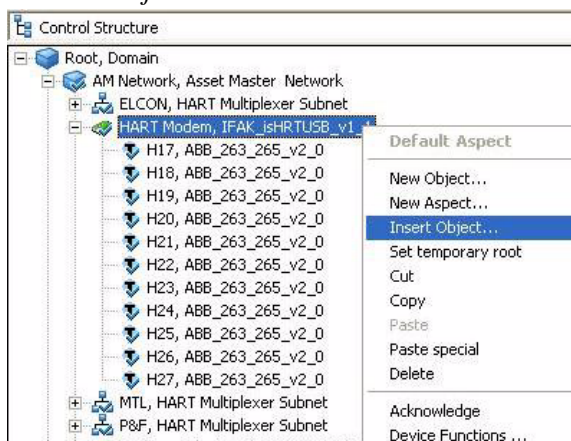 Control Structure
Root, Domain
AM Network, Asset Master Network
ELCON, HART Multiplexer Subnet
HART Modem, IFAK_isHRTUSB_v1_1
H17, ABB_263_265_v2_0
H18, ABB_263_265_v2_0
H19, ABB_263_265_v2_0
H20, ABB_263_265_v2_0
H21, ABB_263_265_v2_0
H22, ABB_263_265_v2_0
H23, ABB_263_265_v2_0
H24, ABB_263_265_v2_0
H25, ABB_263_265_v2_0
H26, ABB_263_265_v2_0
H27, ABB_263_265_v2_0
MTL, HART Multiplexer Subnet
P&F, HART Multiplexer Subnet
Default Aspect
New Object...
New Aspect...
Insert Object...
Set temporary root
Cut
Copy
Paste
Paste special
Delete
Acknowledge
Device Functions ...